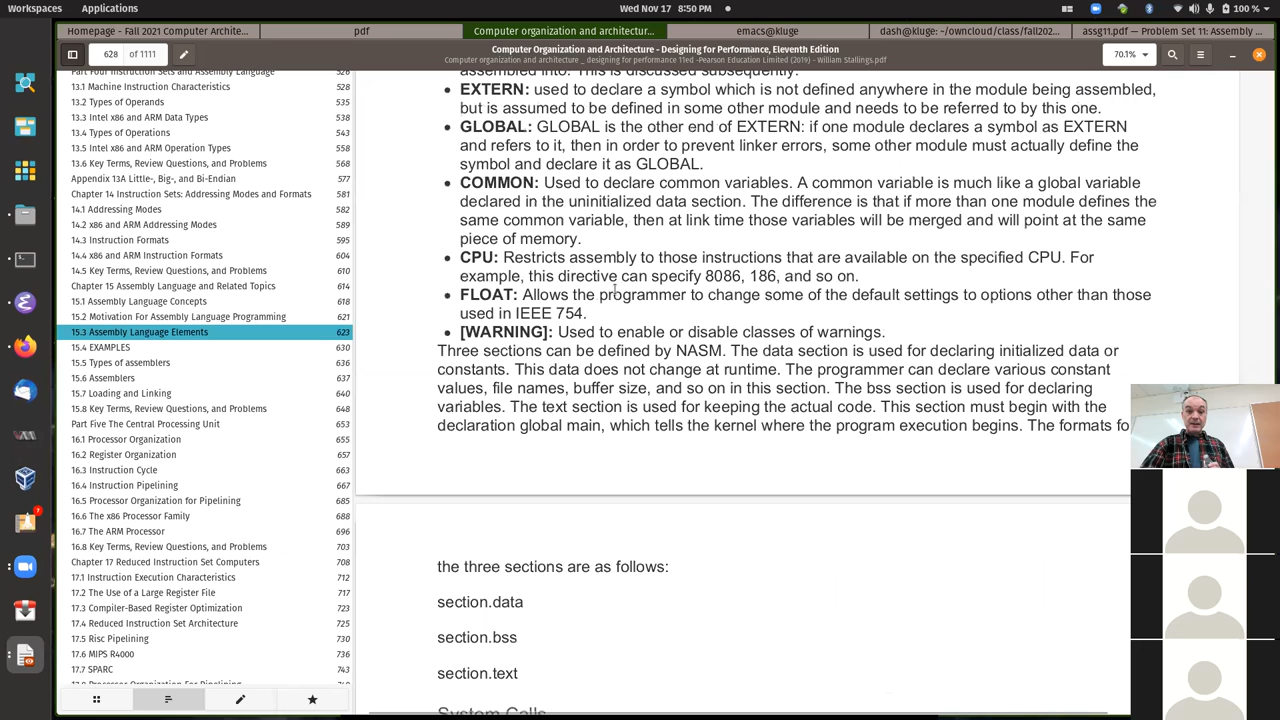 Activities
Applications
Wed Nov 17  8:50 PM
100 %
Homepage - Fall 2021 Computer Archite...
pdf
Computer organization and architectur...
emacs@kluge
dash@kluge: ~/owncloud/class/fall202...
assg11.pdf — Problem Set 11: Assembly ...
628 of 1111
Computer Organization and Architecture - Designing for Performance, Eleventh Edition
Computer organization and architecture _ designing for performance 11ed -Pearson Education Limited (2019) - William Stallings.pdf
70.1%
Part Four Instruction Sets and Assembly Language 526
13.1 Machine Instruction Characteristics 528
13.2 Types of Operands 535
13.3 Intel x86 and ARM Data Types 538
13.4 Types of Operations 543
13.5 Intel x86 and ARM Operation Types 558
13.6 Key Terms, Review Questions, and Problems 568
Appendix 13A Little-, Big-, and Bi-Endian 577
Chapter 14 Instruction Sets: Addressing Modes and Formats 581
14.1 Addressing Modes 582
14.2 x86 and ARM Addressing Modes 589
14.3 Instruction Formats 595
14.4 x86 and ARM Instruction Formats 604
14.5 Key Terms, Review Questions, and Problems 610
Chapter 15 Assembly Language and Related Topics 614
15.1 Assembly Language Concepts 618
15.2 Motivation For Assembly Language Programming 621
15.3 Assembly Language Elements 623
15.4 EXAMPLES 630
15.5 Types of assemblers 636
15.6 Assemblers 637
15.7 Loading and Linking 640
15.8 Key Terms, Review Questions, and Problems 648
Part Five The Central Processing Unit 653
16.1 Processor Organization 655
16.2 Register Organization 657
16.3 Instruction Cycle 663
16.4 Instruction Pipelining 667
16.5 Processor Organization for Pipelining 685
16.6 The x86 Processor Family 688
16.7 The ARM Processor 696
16.8 Key Terms, Review Questions, and Problems 703
Chapter 17 Reduced Instruction Set Computers 708
17.1 Instruction Execution Characteristics 712
17.2 The Use of a Large Register File 717
17.3 Compiler-Based Register Optimization 723
17.4 Reduced Instruction Set Architecture 725
17.5 Risc Pipelining 730
17.6 MIPS R4000 736
17.7 SPARC 743
assembled into. This is discussed subsequently.
• EXTERN: used to declare a symbol which is not defined anywhere in the module being assembled,
but is assumed to be defined in some other module and needs to be referred to by this one.
• GLOBAL: GLOBAL is the other end of EXTERN: if one module declares a symbol as EXTERN
and refers to it, then in order to prevent linker errors, some other module must actually define the
symbol and declare it as GLOBAL.
• COMMON: Used to declare common variables. A common variable is much like a global variable
declared in the uninitialized data section. The difference is that if more than one module defines the
same common variable, then at link time those variables will be merged and will point at the same
piece of memory.
• CPU: Restricts assembly to those instructions that are available on the specified CPU. For
example, this directive can specify 8086, 186, and so on.
• FLOAT: Allows the programmer to change some of the default settings to options other than those
used in IEEE 754.
• [WARNING]: Used to enable or disable classes of warnings.
Three sections can be defined by NASM. The data section is used for declaring initialized data or
constants. This data does not change at runtime. The programmer can declare various constant
values, file names, buffer size, and so on in this section. The bss section is used for declaring
variables. The text section is used for keeping the actual code. This section must begin with the
declaration global main, which tells the kernel where the program execution begins. The formats fo
the three sections are as follows:
section.data
section.bss
section.text
System Calls